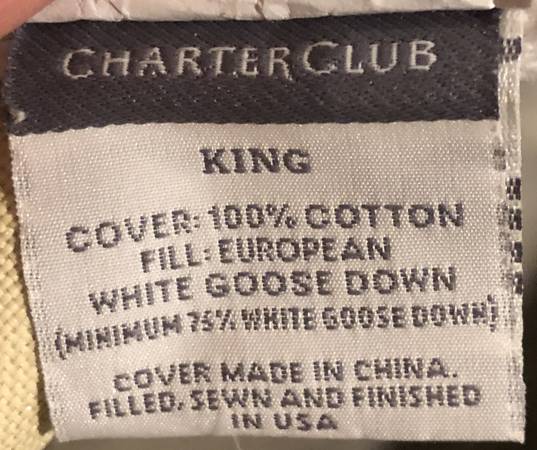 CHARTER CLUB
KING
COVER: 100% COTTON
FILL: EUROPEAN
WHITE GOOSE DOWN
(MINIMUM 75% WHITE GOOSE DOWN)
COVER MADE IN CHINA.
FILLED, SEWN AND FINISHED
IN USA